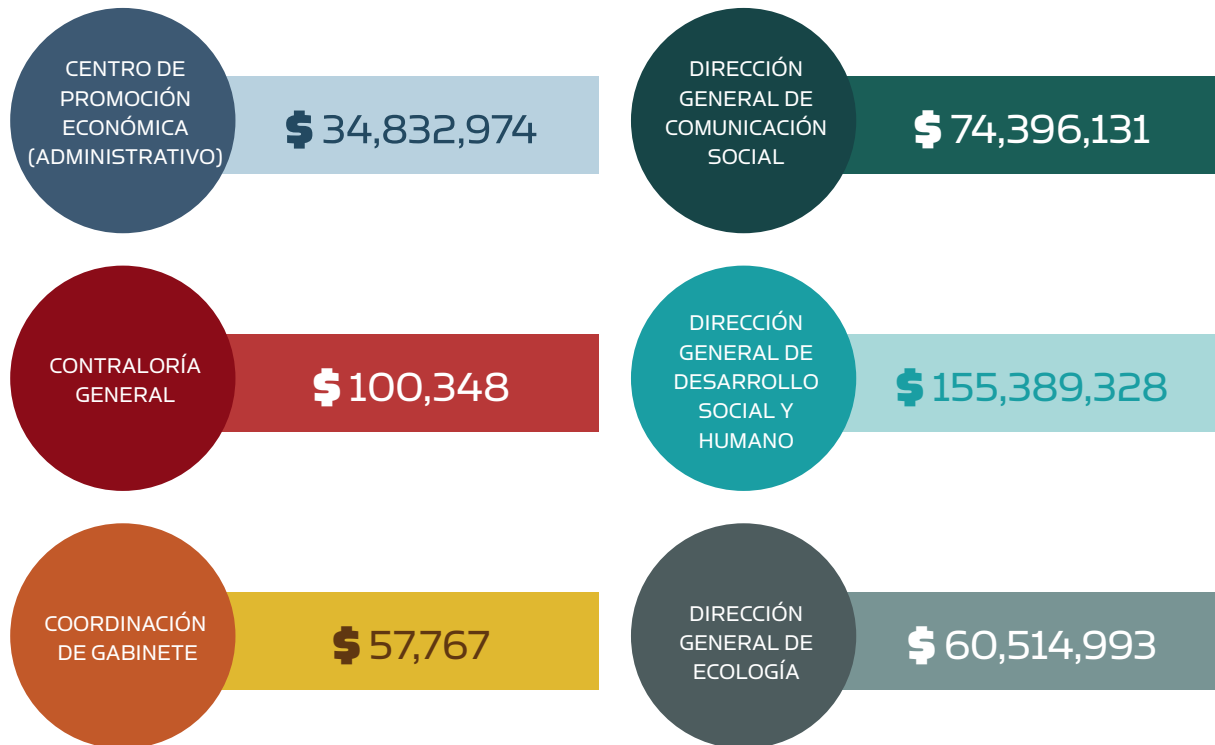 CENTRO DE
PROMOCIÓN
ECONÓMICA
(ADMINISTRATIVO)
$ 34,832,974
DIRECCIÓN
GENERAL DE
COMUNICACIÓN
SOCIAL
$ 74,396,131
CONTRALORÍA
GENERAL
$ 100,348
DIRECCIÓN
GENERAL DE
DESARROLLO
SOCIAL Y
HUMANO
$ 155,389,328
COORDINACIÓN
DE GABINETE
$ 57,767
DIRECCIÓN
GENERAL DE
ECOLOGÍA
$ 60,514,993